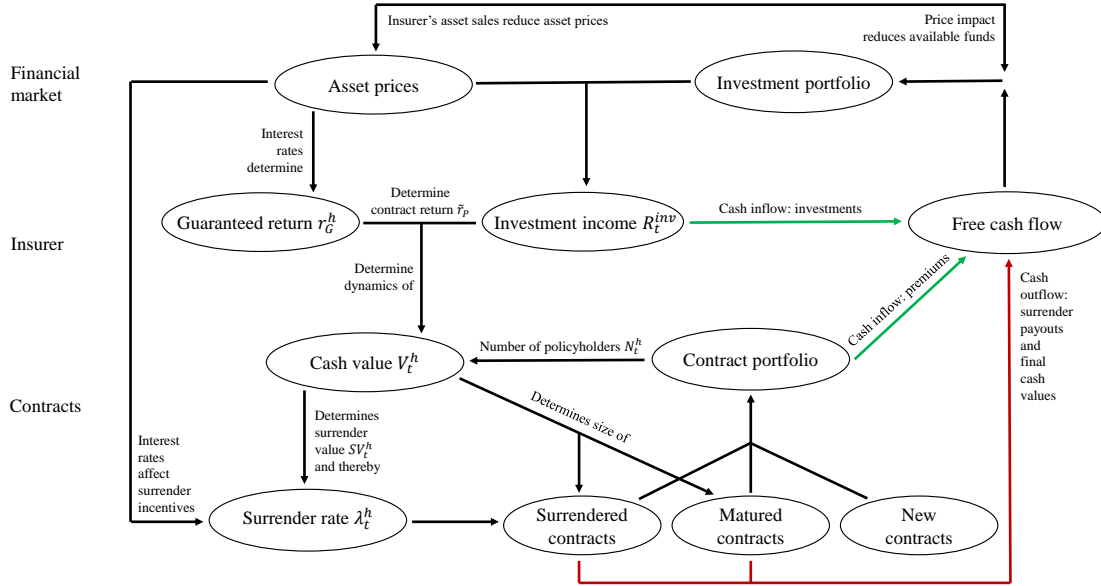 Insurer's asset sales reduce asset prices
Price impact
reduces available funds
Financial
market
Asset prices
Investment portfolio
Interest
rates
determine
Determine
contract return r̃_P
Guaranteed return r_G^h
Investment income R_t^{inv}
Cash inflow: investments
Free cash flow
Insurer
Determine
dynamics of
Cash inflow: premiums
Cash
outflow:
surrender
payouts
and
final
cash
values
Number of policyholders N_t^h
Cash value V_t^h
Contract portfolio
Contracts
Determines
surrender
value SV_t^h
and thereby
Determines size of
Interest
rates
affect
surrender
incentives
Surrender rate λ_t^h
Surrendered
contracts
Matured
contracts
New
contracts